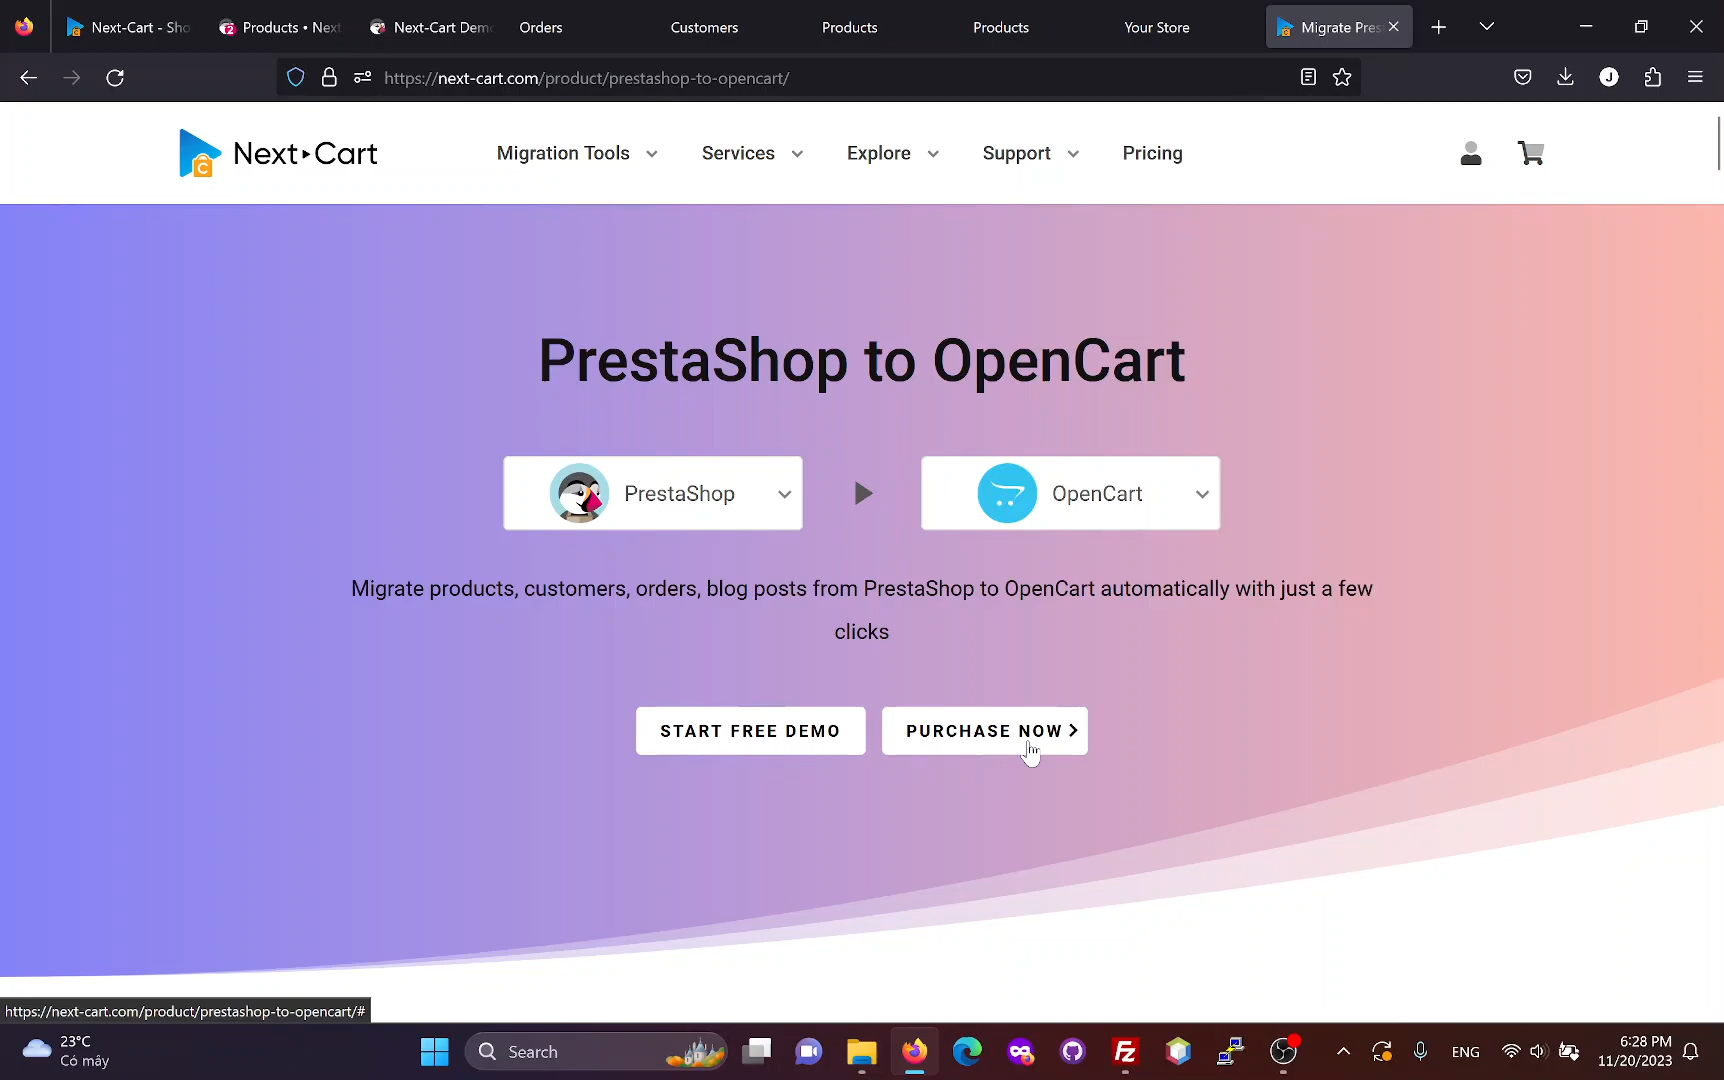 Next-Cart - Sho
Products • Next
Next-Cart Demo
Orders
Customers
Products
Products
Your Store
Migrate Pres
https://next-cart.com/product/prestashop-to-opencart/
J
Next Cart
Migration Tools
Services
Explore
Support
Pricing
PrestaShop to OpenCart
PrestaShop
OpenCart
Migrate products, customers, orders, blog posts from PrestaShop to OpenCart automatically with just a few
clicks
START FREE DEMO
PURCHASE NOW
https://next-cart.com/product/prestashop-to-opencart/#
23°C
Có mây
Search
ENG
6:28 PM
11/20/2023